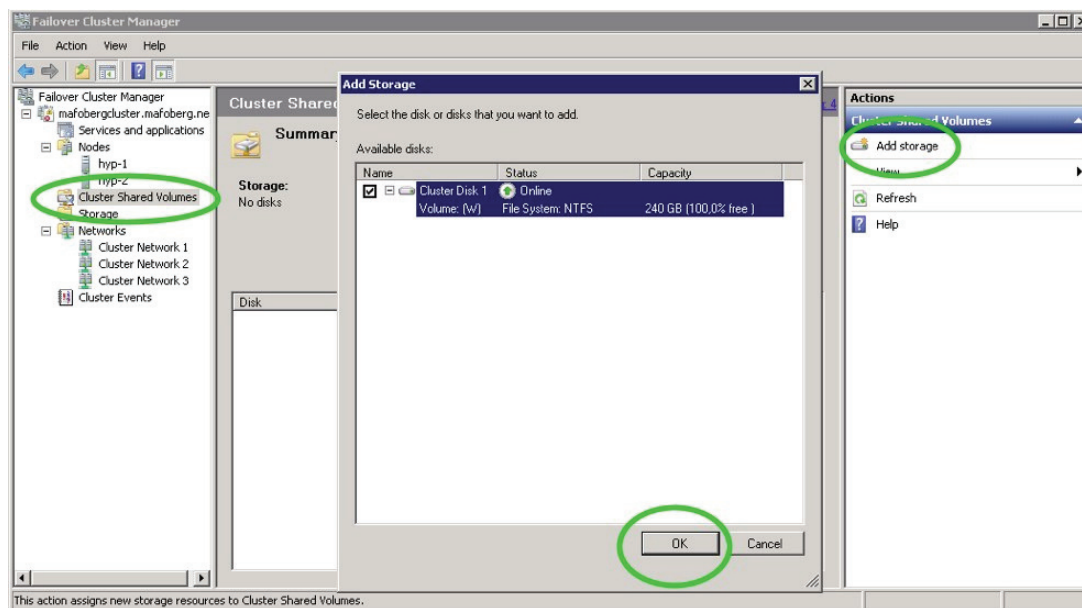 Failover Cluster Manager
File Action View Help
Failover Cluster Manager
mafobergcluster.mafoberg.ne
Services and applications
Nodes
hyp-1
hyp-2
Cluster Shared Volumes
Storage
Networks
Cluster Network 1
Cluster Network 2
Cluster Network 3
Cluster Events
Cluster Shared
Summar
Storage:
No disks
Disk
Add Storage
Select the disk or disks that you want to add.
Available disks:
Name Status Capacity
Cluster Disk 1 Online
Volume: (W) File System: NTFS 240 GB (100,0% free )
OK Cancel
Actions
Cluster Shared Volumes
Add storage
View
Refresh
Help
This action assigns new storage resources to Cluster Shared Volumes.